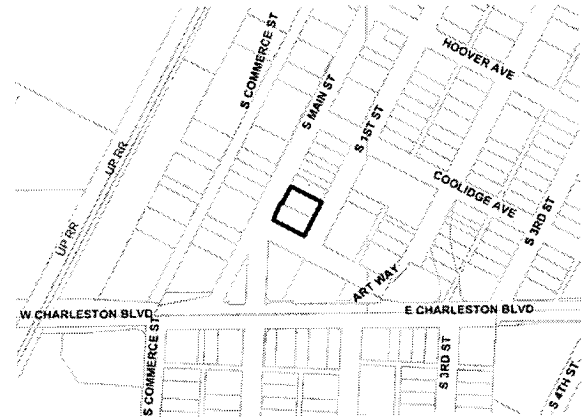 S COMMERCE ST
HOOVER AVE
S MAIN ST
S 1ST ST
UP RR
COOLIDGE AVE
S 3RD ST
UP RR
ART WAY
W CHARLESTON BLVD
E CHARLESTON BLVD
S COMMERCE ST
S 3RD ST
S 4TH ST